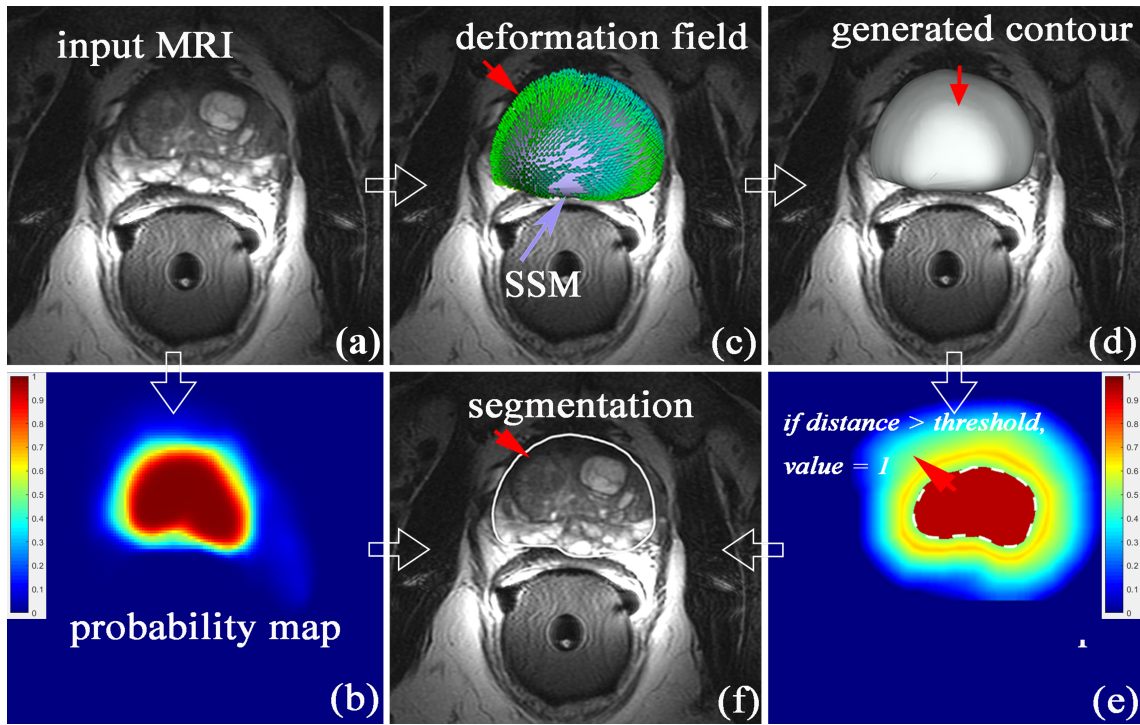 input MRI
(a)
deformation field
SSM
(c)
generated contour
(d)
1
0.9
0.8
0.7
0.6
0.5
0.4
0.3
0.2
0.1
0
probability map
(b)
segmentation
(f)
if distance > threshold,
value = 1
1
0.9
0.8
0.7
0.6
0.5
0.4
0.3
0.2
0.1
0
(e)